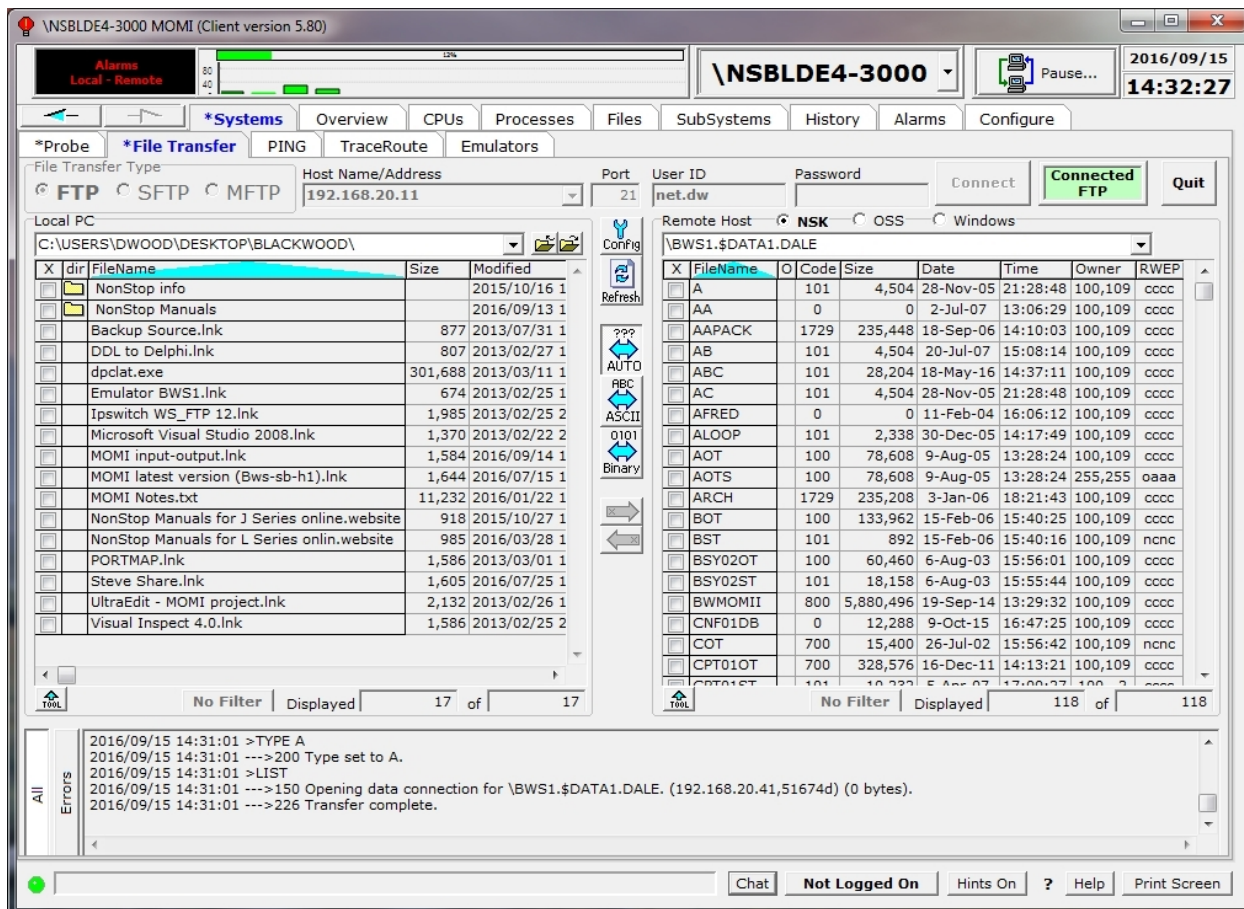 \NSBLDE4-3000 MOMI (Client version 5.80)
Alarms
Local - Remote
80
40
12%
\NSBLDE4-3000
Pause...
2016/09/15
14:32:27
*Systems Overview CPUs Processes Files SubSystems History Alarms Configure
*Probe *File Transfer PING TraceRoute Emulators
File Transfer Type
FTP SFTP MFTP
Host Name/Address
192.168.20.11
Port
21
User ID
net.dw
Password
Connect
Connected
FTP
Quit
Local PC
C:\USERS\DWOOD\DESKTOP\BLACKWOOD\
X dir FileName Size Modified
NonStop info 2015/10/16 1
NonStop Manuals 2016/09/13 1
Backup Source.lnk 877 2013/07/31 1
DDL to Delphi.lnk 807 2013/02/27 1
dpclat.exe 301,688 2013/03/11 1
Emulator BWS1.lnk 674 2013/02/25 1
Ipswitch WS_FTP 12.lnk 1,985 2013/02/25 2
Microsoft Visual Studio 2008.lnk 1,370 2013/02/22 2
MOMI input-output.lnk 1,584 2016/09/14 1
MOMI latest version (Bws-sb-h1).lnk 1,644 2016/07/15 1
MOMI Notes.txt 11,232 2016/01/22 1
NonStop Manuals for J Series online.website 918 2015/10/27 1
NonStop Manuals for L Series onlin.website 985 2016/03/28 1
PORTMAP.lnk 1,586 2013/03/01 1
Steve Share.lnk 1,605 2016/07/25 1
UltraEdit - MOMI project.lnk 2,132 2013/02/26 1
Visual Inspect 4.0.lnk 1,586 2013/02/25 2
TOOL
No Filter Displayed 17 of 17
Config
Refresh
???
AUTO
ABC
ASCII
0101
Binary
Remote Host NSK OSS Windows
\BWS1.$DATA1.DALE
X FileName O Code Size Date Time Owner RWEP
A 101 4,504 28-Nov-05 21:28:48 100,109 cccc
AA 0 0 2-Jul-07 13:06:29 100,109 cccc
AAPACK 1729 235,448 18-Sep-06 14:10:03 100,109 cccc
AB 101 4,504 20-Jul-07 15:08:14 100,109 cccc
ABC 101 28,204 18-May-16 14:37:11 100,109 cccc
AC 101 4,504 28-Nov-05 21:28:48 100,109 cccc
AFRED 0 0 11-Feb-04 16:06:12 100,109 cccc
ALOOP 101 2,338 30-Dec-05 14:17:49 100,109 cccc
AOT 100 78,608 9-Aug-05 13:28:24 100,109 cccc
AOTS 100 78,608 9-Aug-05 13:28:24 255,255 oaaa
ARCH 1729 235,208 3-Jan-06 18:21:43 100,109 cccc
BOT 100 133,962 15-Feb-06 15:40:25 100,109 cccc
BST 101 892 15-Feb-06 15:40:16 100,109 ncnc
BSY02OT 100 60,460 6-Aug-03 15:56:01 100,109 cccc
BSY02ST 101 18,158 6-Aug-03 15:55:44 100,109 cccc
BWMOMII 800 5,880,496 19-Sep-14 13:29:32 100,109 cccc
CNF01DB 0 12,288 9-Oct-15 16:47:25 100,109 cccc
COT 700 15,400 26-Jul-02 15:56:42 100,109 ncnc
CPT01OT 700 328,576 16-Dec-11 14:13:21 100,109 cccc
TOOL
No Filter Displayed 118 of 118
All
Errors
2016/09/15 14:31:01 >TYPE A
2016/09/15 14:31:01 --->200 Type set to A.
2016/09/15 14:31:01 >LIST
2016/09/15 14:31:01 --->150 Opening data connection for \BWS1.$DATA1.DALE. (192.168.20.41,51674d) (0 bytes).
2016/09/15 14:31:01 --->226 Transfer complete.
Chat Not Logged On Hints On ? Help Print Screen